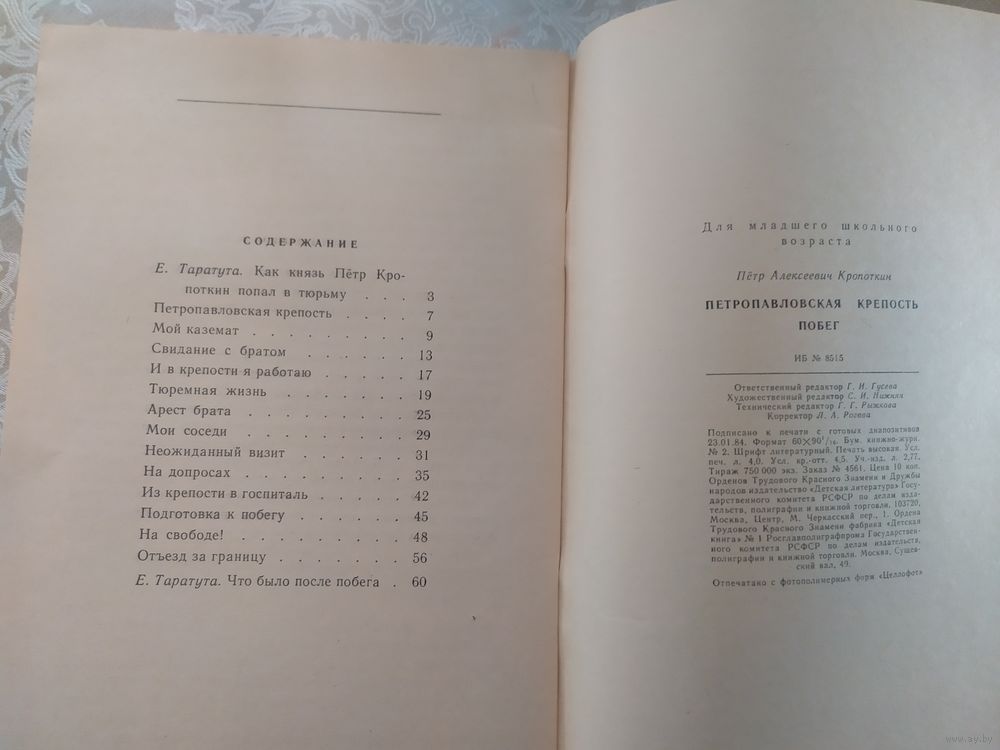 СОДЕРЖАНИЕ
Е. Таратута. Как князь Пётр Кро-
поткин попал в тюрьму . . . 3
Петропавловская крепость . . . . 7
Мой каземат . . . . . . . . 9
Свидание с братом . . . . . . 13
И в крепости я работаю . . . . . 17
Тюремная жизнь . . . . . . . 19
Арест брата . . . . . . . . 25
Мои соседи . . . . . . . . 29
Неожиданный визит . . . . . . 31
На допросах . . . . . . . . 35
Из крепости в госпиталь . . . . . 42
Подготовка к побегу . . . . . . 45
На свободе! . . . . . . . . 48
Отъезд за границу . . . . . . . 56
Е. Таратута. Что было после побега . 60
Для младшего школьного
возраста
Пётр Алексеевич Кропоткин
ПЕТРОПАВЛОВСКАЯ КРЕПОСТЬ
ПОБЕГ
ИБ № 8515
Ответственный редактор Г. И. Гусева
Художественный редактор С. И. Нижняя
Технический редактор Г. Г. Рыжкова
Корректор Л. А. Рогова
Подписано к печати с готовых диапозитивов
23.01.84. Формат 60×90¹/₁₆. Бум. книжно-журн.
№ 2. Шрифт литературный. Печать высокая. Усл.
печ. л. 4,0. Усл. кр.-отт. 4,5. Уч.-изд. л. 2,77.
Тираж 750 000 экз. Заказ № 4561. Цена 10 коп.
Орденов Трудового Красного Знамени и Дружбы
народов издательство «Детская литература» Госу-
дарственного комитета РСФСР по делам изда-
тельств, полиграфии и книжной торговли. 103720,
Москва, Центр, М. Черкасский пер., 1. Ордена
Трудового Красного Знамени фабрика «Детская
книга» № 1 Росглавполиграфпрома Государствен-
ного комитета РСФСР по делам издательств,
полиграфии и книжной торговли. Москва, Сущев-
ский вал, 49.
Отпечатано с фотополимерных форм «Целлофот»
www.ay.by